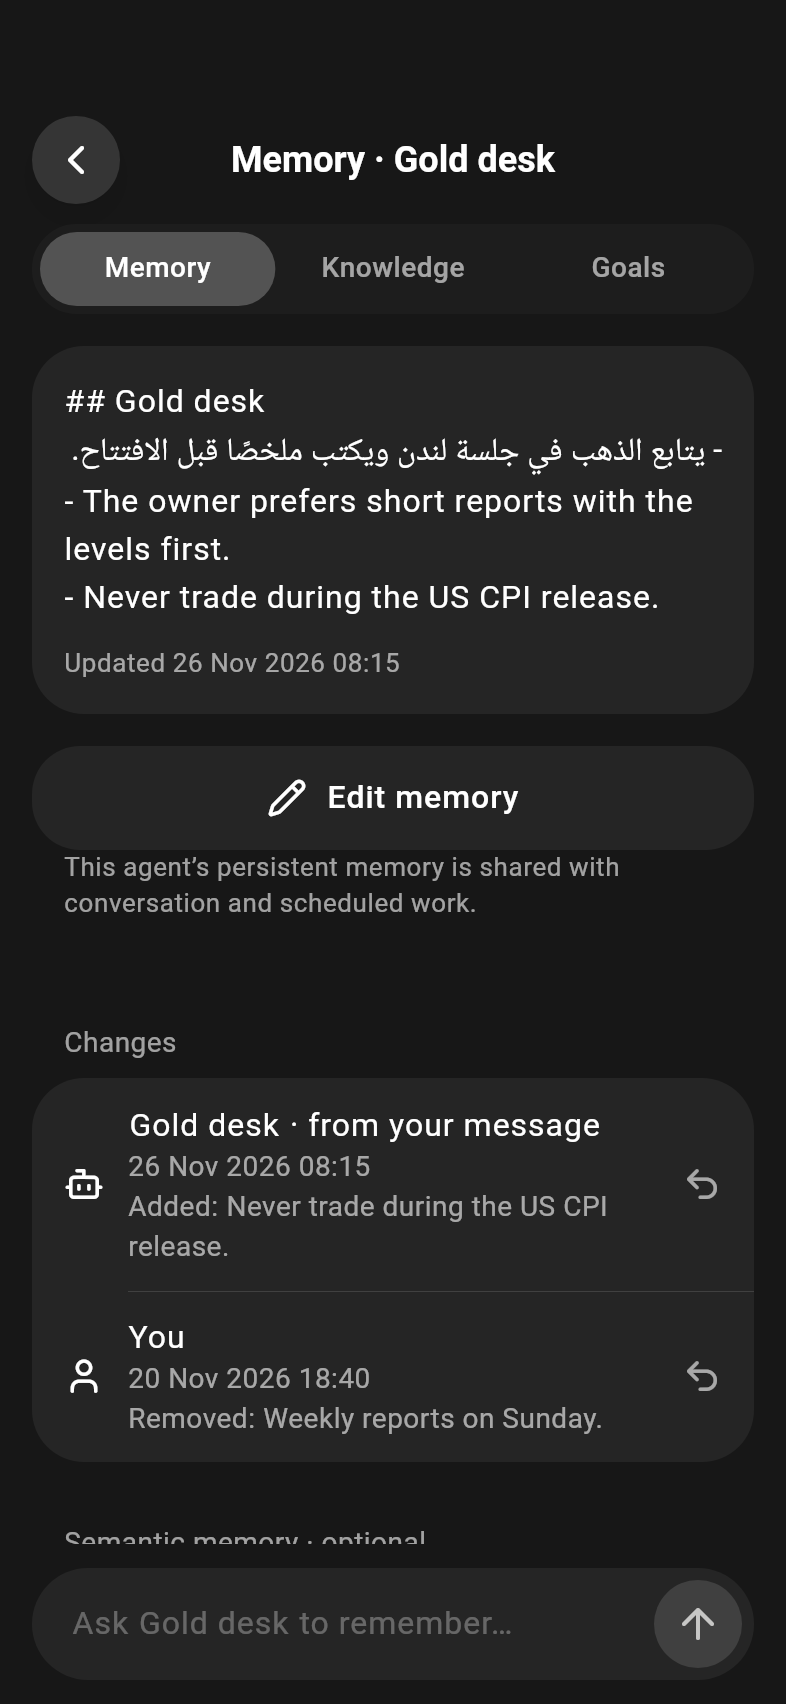 Memory · Gold desk
Memory
Knowledge
Goals
## Gold desk
- يتابع الذهب في جلسة لندن ويكتب ملخصًا قبل الافتتاح.
- The owner prefers short reports with the
levels first.
- Never trade during the US CPI release.
Updated 26 Nov 2026 08:15
Edit memory
This agent’s persistent memory is shared with
conversation and scheduled work.
Changes
Gold desk · from your message
26 Nov 2026 08:15
Added: Never trade during the US CPI
release.
You
20 Nov 2026 18:40
Removed: Weekly reports on Sunday.
Semantic memory · optional
Ask Gold desk to remember…